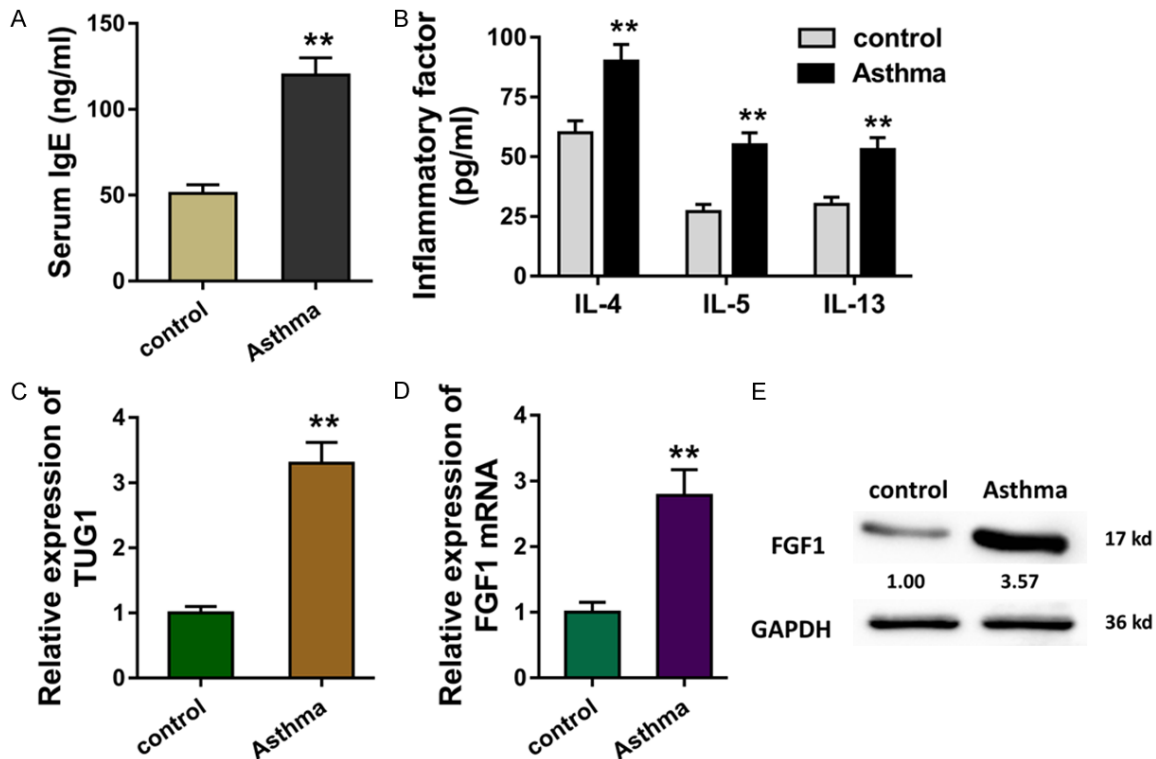 A
Serum IgE (ng/ml)
150
100
50
0
**
control
Asthma
B
Inflammatory factor
(pg/ml)
100
75
50
25
0
**
**
**
control
Asthma
IL-4
IL-5
IL-13
C
Relative expression of
TUG1
4
3
2
1
0
**
control
Asthma
D
Relative expression of
FGF1 mRNA
4
3
2
1
0
**
control
Asthma
E
control Asthma
FGF1 17 kd
1.00 3.57
GAPDH 36 kd